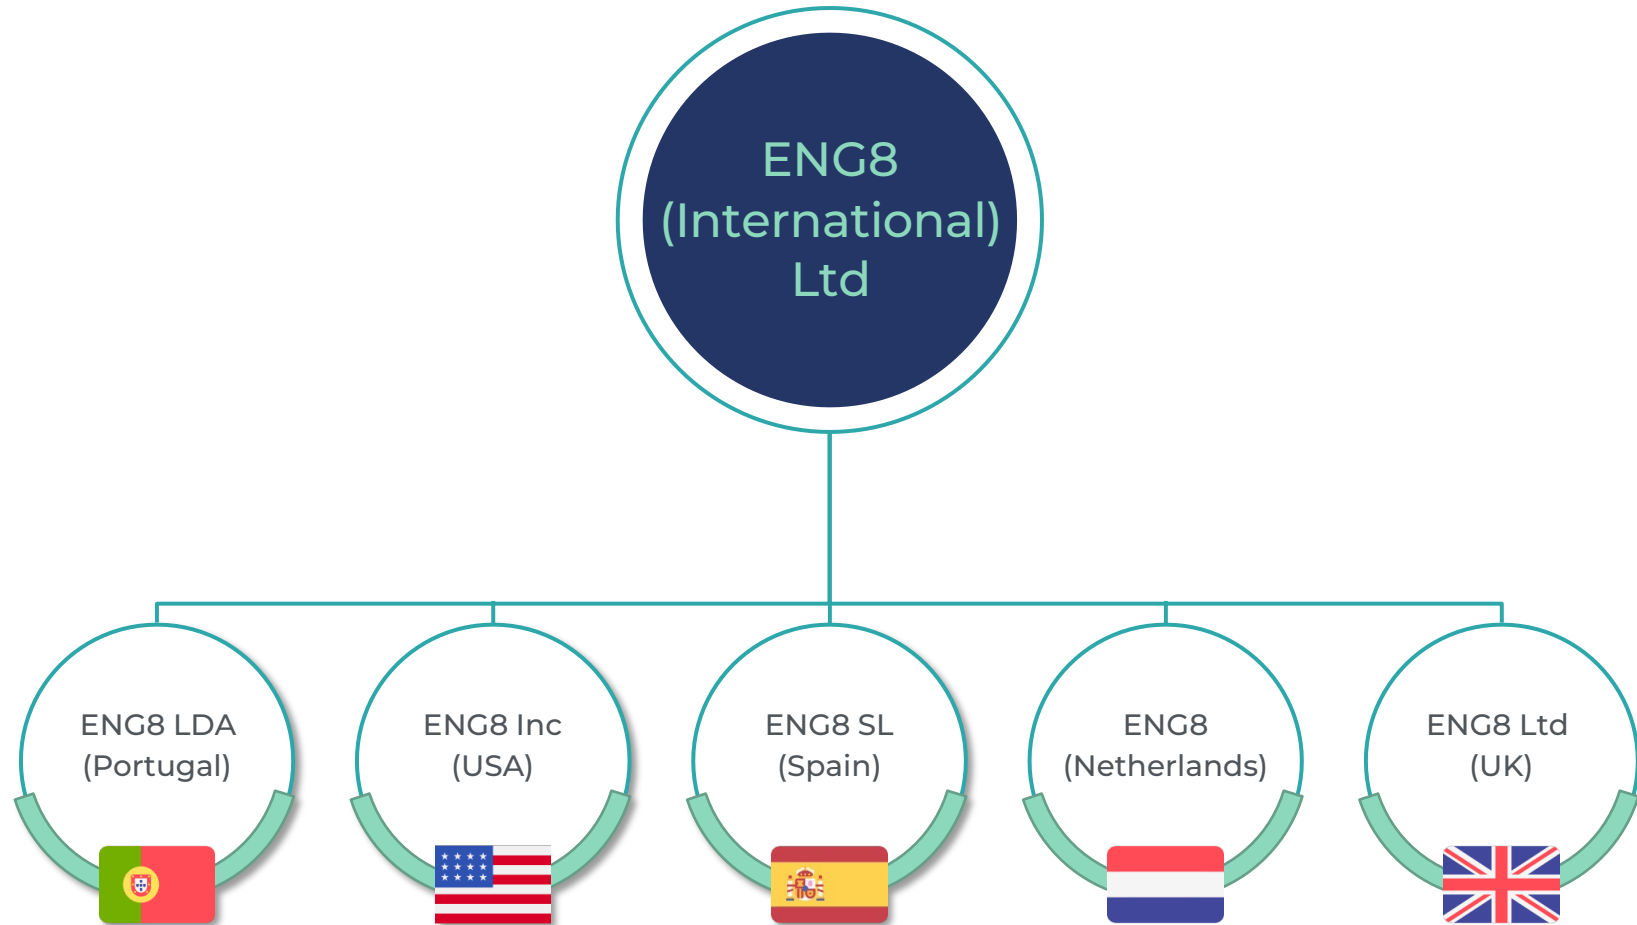 ENG8
(International)
Ltd
ENG8 LDA
(Portugal)
ENG8 Inc
(USA)
ENG8 SL
(Spain)
ENG8
(Netherlands)
ENG8 Ltd
(UK)